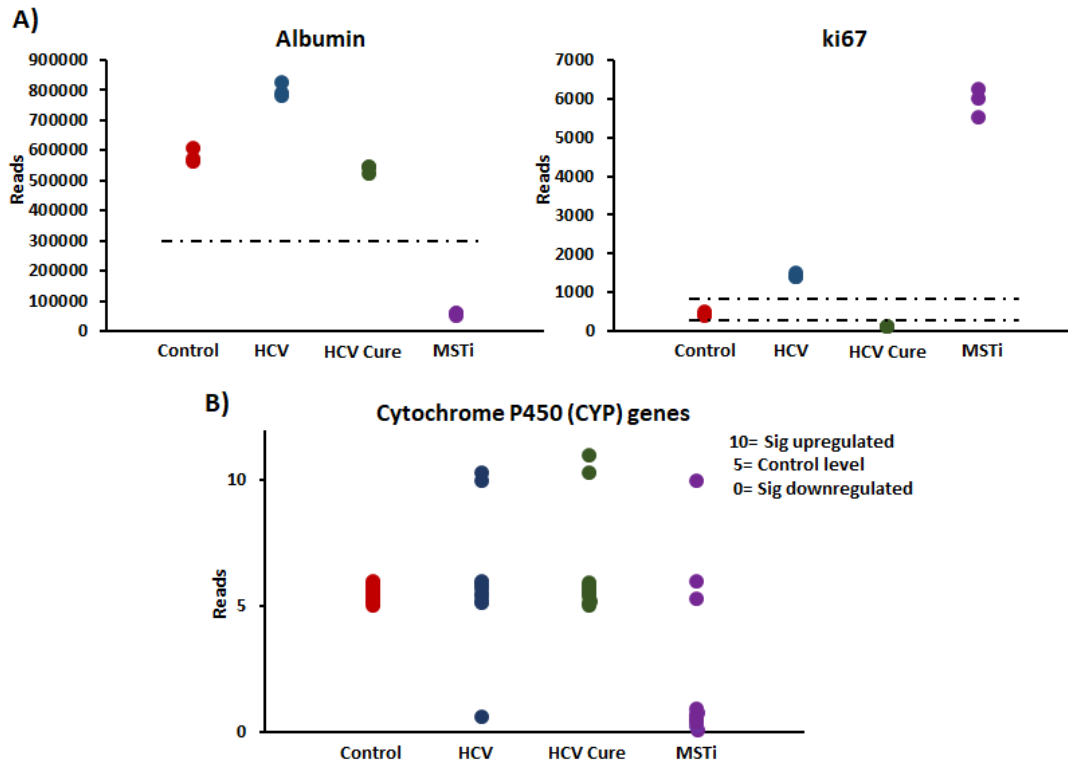 A)
Albumin
900000
800000
700000
600000
500000
400000
300000
200000
100000
0
Reads
Control HCV HCV Cure MSTi
ki67
7000
6000
5000
4000
3000
2000
1000
0
Reads
Control HCV HCV Cure MSTi
B)
Cytochrome P450 (CYP) genes
10= Sig upregulated
5= Control level
0= Sig downregulated
10
5
0
Reads
Control HCV HCV Cure MSTi